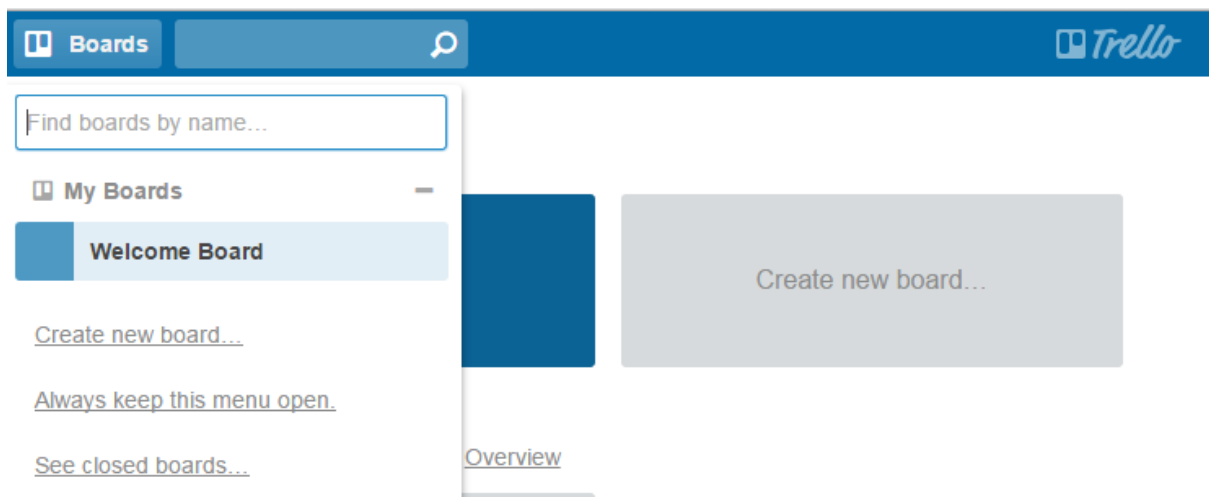 Boards
Trello
Find boards by name...
My Boards
Welcome Board
Create new board...
Create new board...
Always keep this menu open.
See closed boards...
Overview